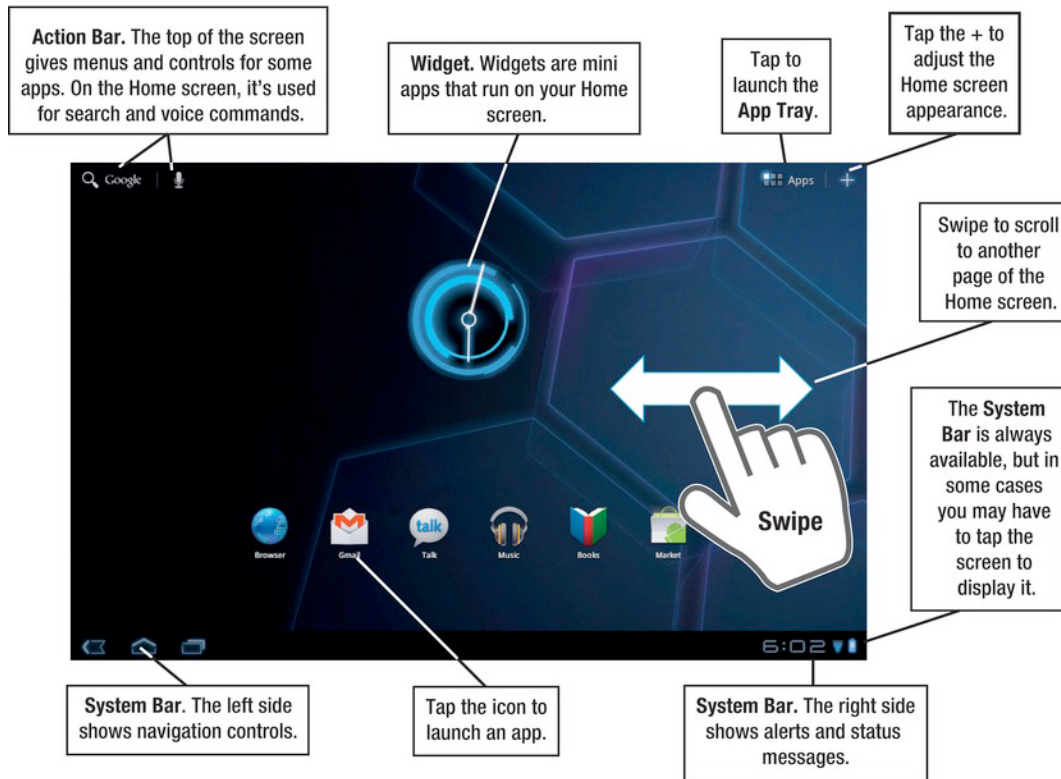 Action Bar. The top of the screen
gives menus and controls for some
apps. On the Home screen, it's used
for search and voice commands.
Widget. Widgets are mini
apps that run on your Home
screen.
Tap to
launch the
App Tray.
Tap the + to
adjust the
Home screen
appearance.
Google
Apps
Swipe to scroll
to another
page of the
Home screen.
The System
Bar is always
available, but in
some cases
you may have
to tap the
screen to
display it.
talk
Swipe
Browser
Gmail
Talk
Music
Books
Market
6:02
System Bar. The left side
shows navigation controls.
Tap the icon to
launch an app.
System Bar. The right side
shows alerts and status
messages.